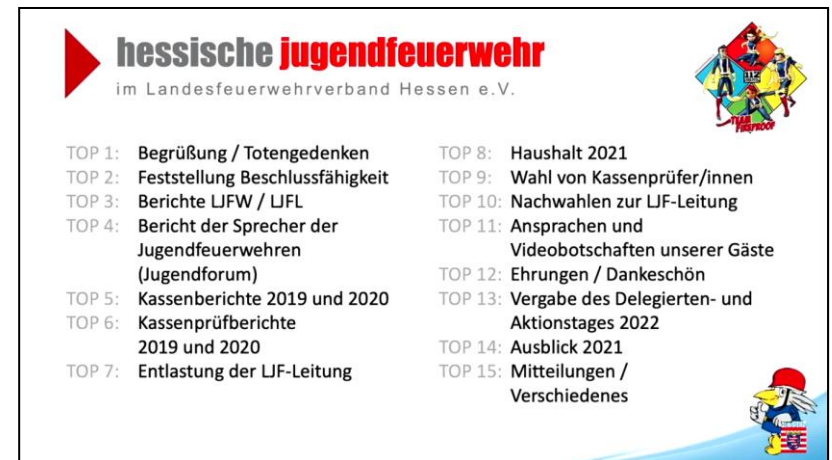 hessische jugendfeuerwehr
im Landesfeuerwehrverband Hessen e.V.
TEAM
FIREPROOF
TOP 1: Begrüßung / Totengedenken
TOP 2: Feststellung Beschlussfähigkeit
TOP 3: Berichte LJFW / LJFL
TOP 4: Bericht der Sprecher der
Jugendfeuerwehren
(Jugendforum)
TOP 5: Kassenberichte 2019 und 2020
TOP 6: Kassenprüfberichte
2019 und 2020
TOP 7: Entlastung der LJF-Leitung
TOP 8: Haushalt 2021
TOP 9: Wahl von Kassenprüfer/innen
TOP 10: Nachwahlen zur LJF-Leitung
TOP 11: Ansprachen und
Videobotschaften unserer Gäste
TOP 12: Ehrungen / Dankeschön
TOP 13: Vergabe des Delegierten- und
Aktionstages 2022
TOP 14: Ausblick 2021
TOP 15: Mitteilungen /
Verschiedenes